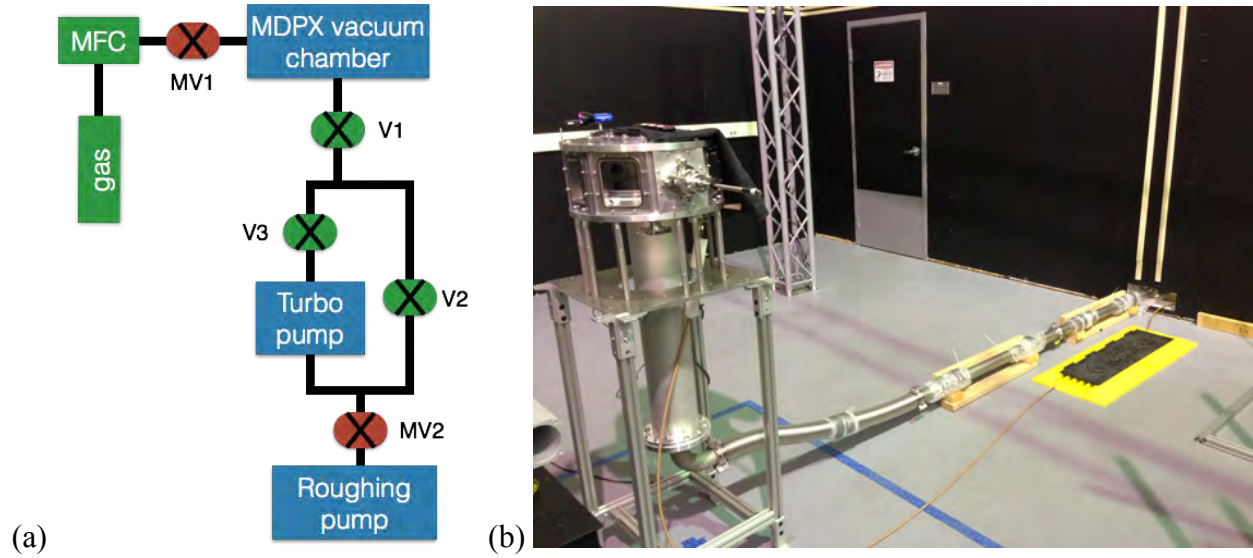 MFC
MV1
MDPX vacuum
chamber
gas
V1
V3
V2
Turbo
pump
MV2
Roughing
pump
(a)
(b)